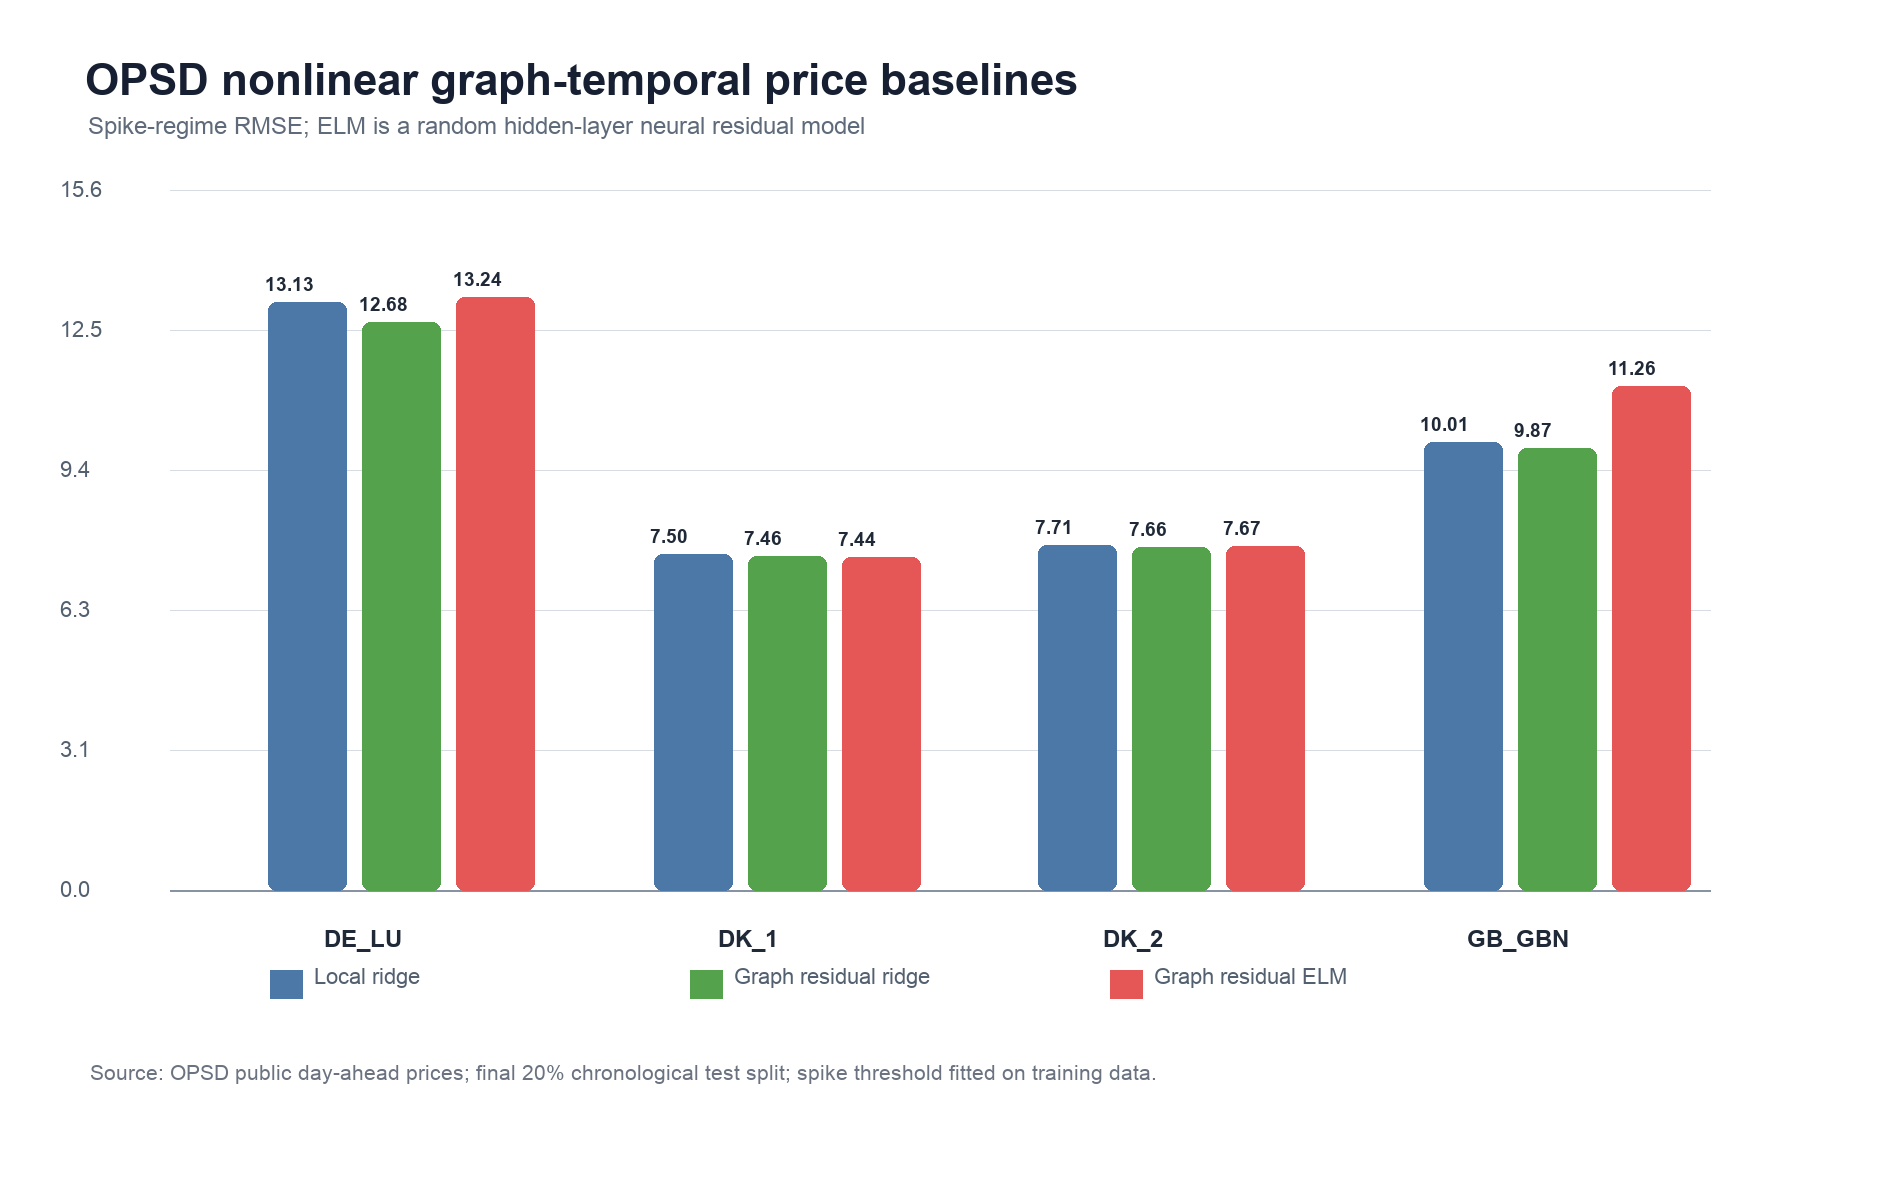 OPSD nonlinear graph-temporal price baselines
Spike-regime RMSE; ELM is a random hidden-layer neural residual model
15.6
12.5
9.4
6.3
3.1
0.0
13.13
12.68
13.24
7.50
7.46
7.44
7.71
7.66
7.67
10.01
9.87
11.26
DE_LU
DK_1
DK_2
GB_GBN
Local ridge
Graph residual ridge
Graph residual ELM
Source: OPSD public day-ahead prices; final 20% chronological test split; spike threshold fitted on training data.